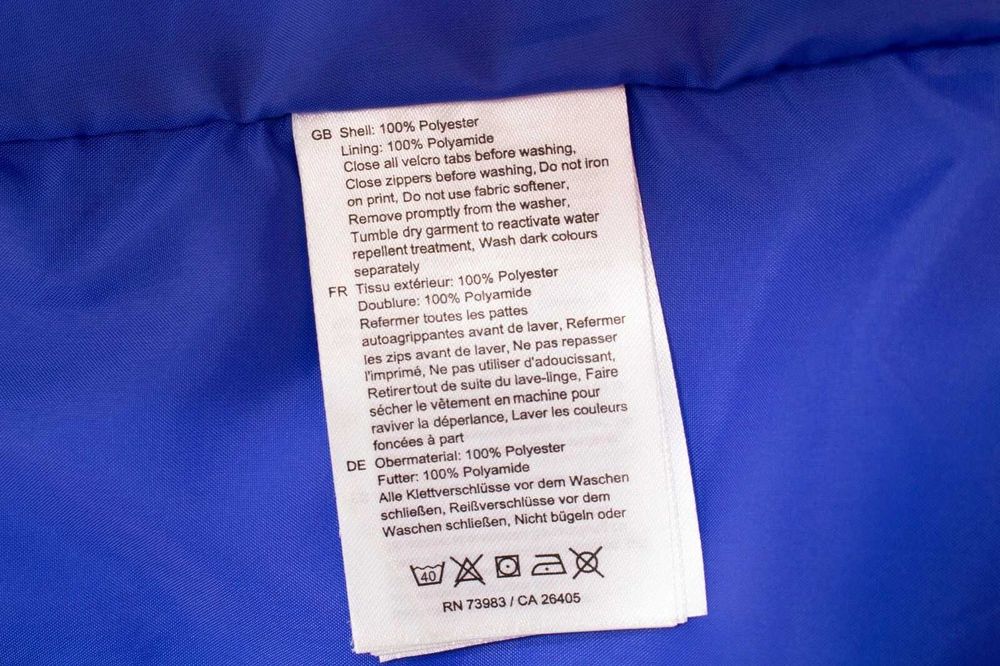 GB Shell: 100% Polyester
Lining: 100% Polyamide
Close all velcro tabs before washing,
Close zippers before washing, Do not iron
on print, Do not use fabric softener,
Remove promptly from the washer,
Tumble dry garment to reactivate water
repellent treatment, Wash dark colours
separately
FR Tissu extérieur: 100% Polyester
Doublure: 100% Polyamide
Refermer toutes les pattes
autoagrippantes avant de laver, Refermer
les zips avant de laver, Ne pas repasser
l'imprimé, Ne pas utiliser d'adoucissant,
Retirertout de suite du lave-linge, Faire
sécher le vêtement en machine pour
raviver la déperlance, Laver les couleurs
foncées à part
DE Obermaterial: 100% Polyester
Futter: 100% Polyamide
Alle Klettverschlüsse vor dem Waschen
schließen, Reißverschlüsse vor dem
Waschen schließen, Nicht bügeln oder
40
RN 73983 / CA 26405